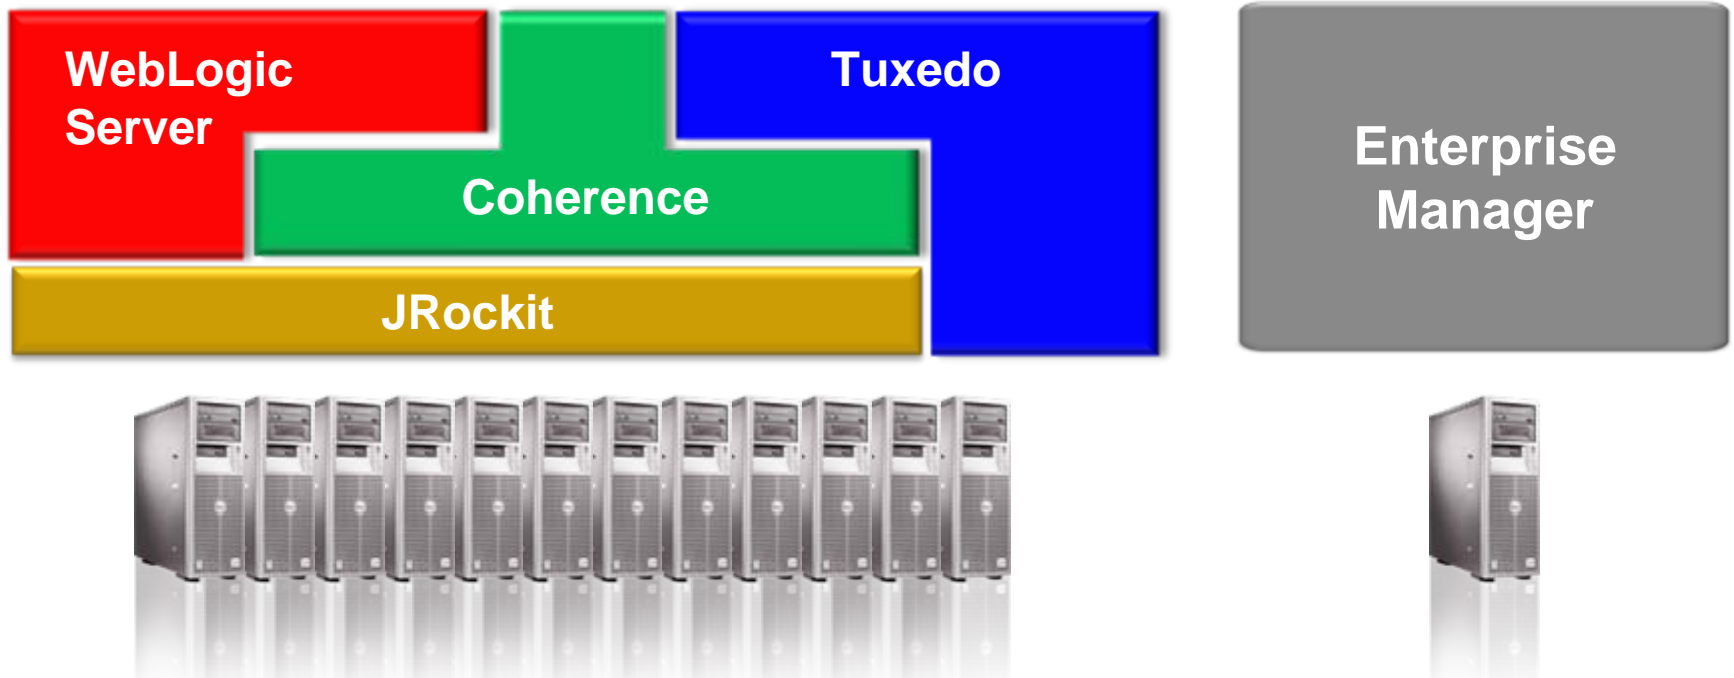 WebLogic
Server
Tuxedo
Coherence
JRockit
Enterprise
Manager